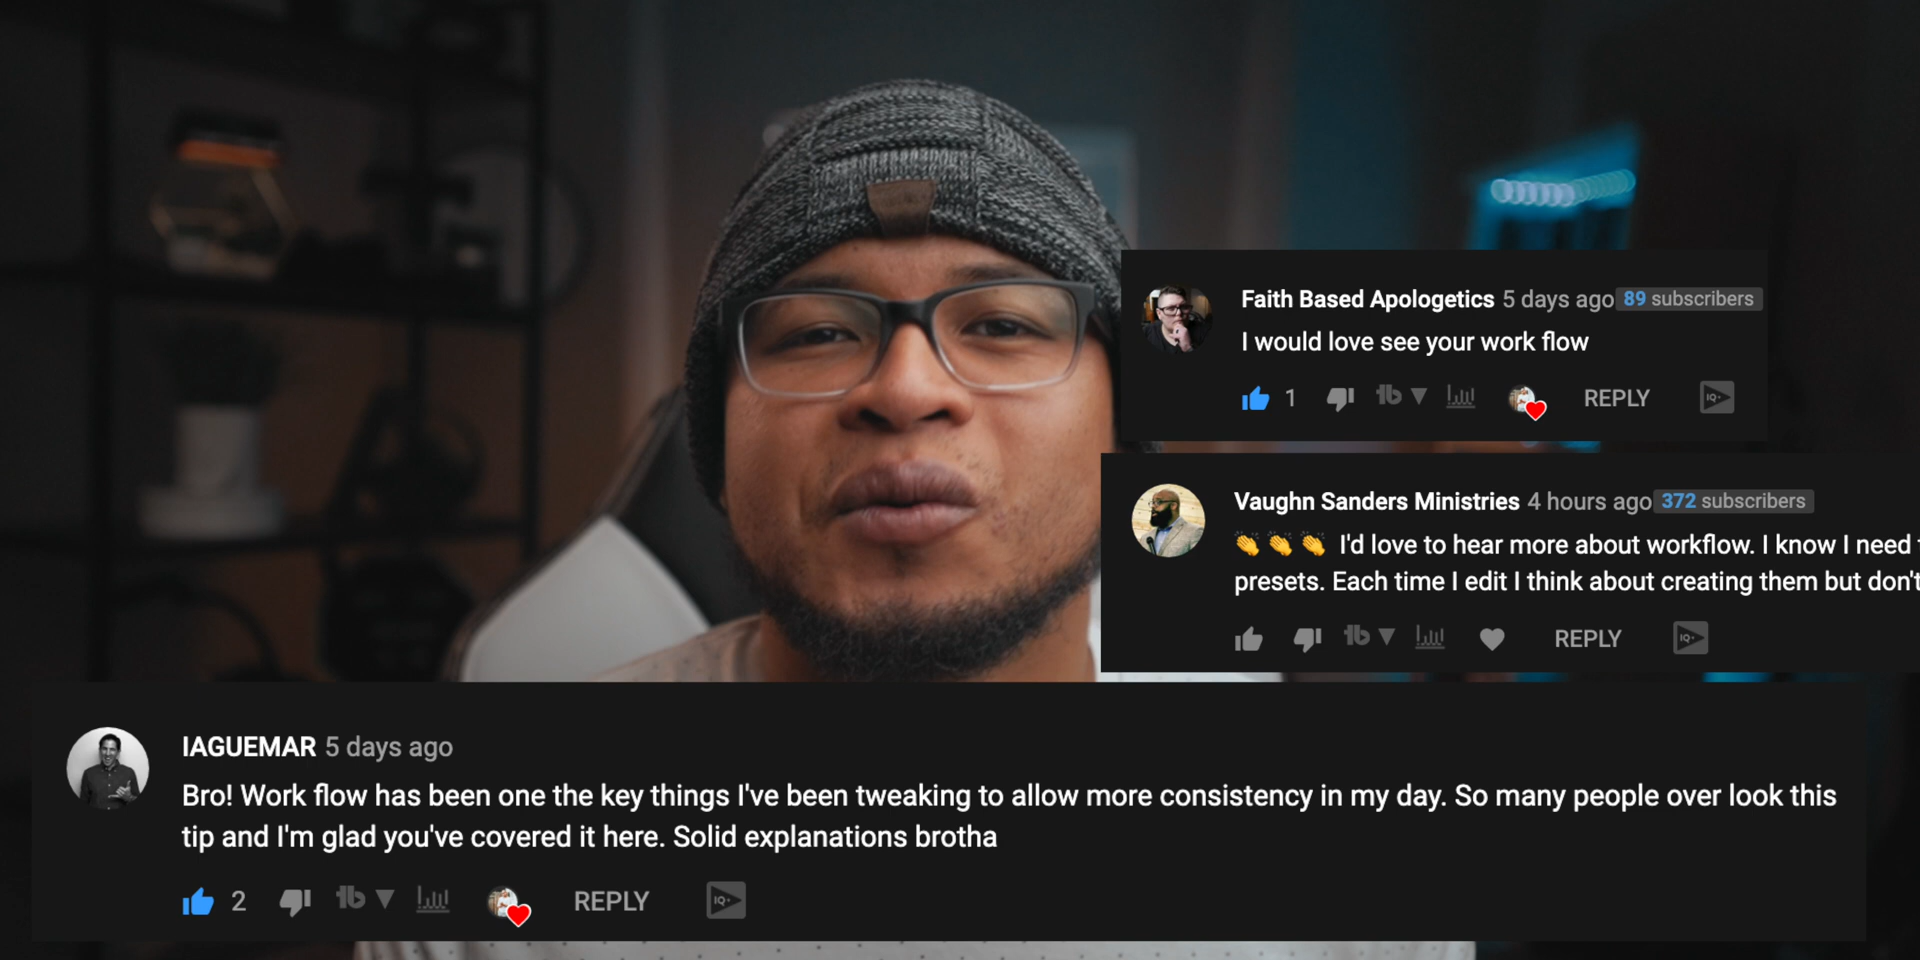 Faith Based Apologetics 5 days ago 89 subscribers
I would love see your work flow
1 REPLY
Vaughn Sanders Ministries 4 hours ago 372 subscribers
👏👏👏 I'd love to hear more about workflow. I know I need
presets. Each time I edit I think about creating them but don't
REPLY
IAGUEMAR 5 days ago
Bro! Work flow has been one the key things I've been tweaking to allow more consistency in my day. So many people over look this
tip and I'm glad you've covered it here. Solid explanations brotha
2 REPLY